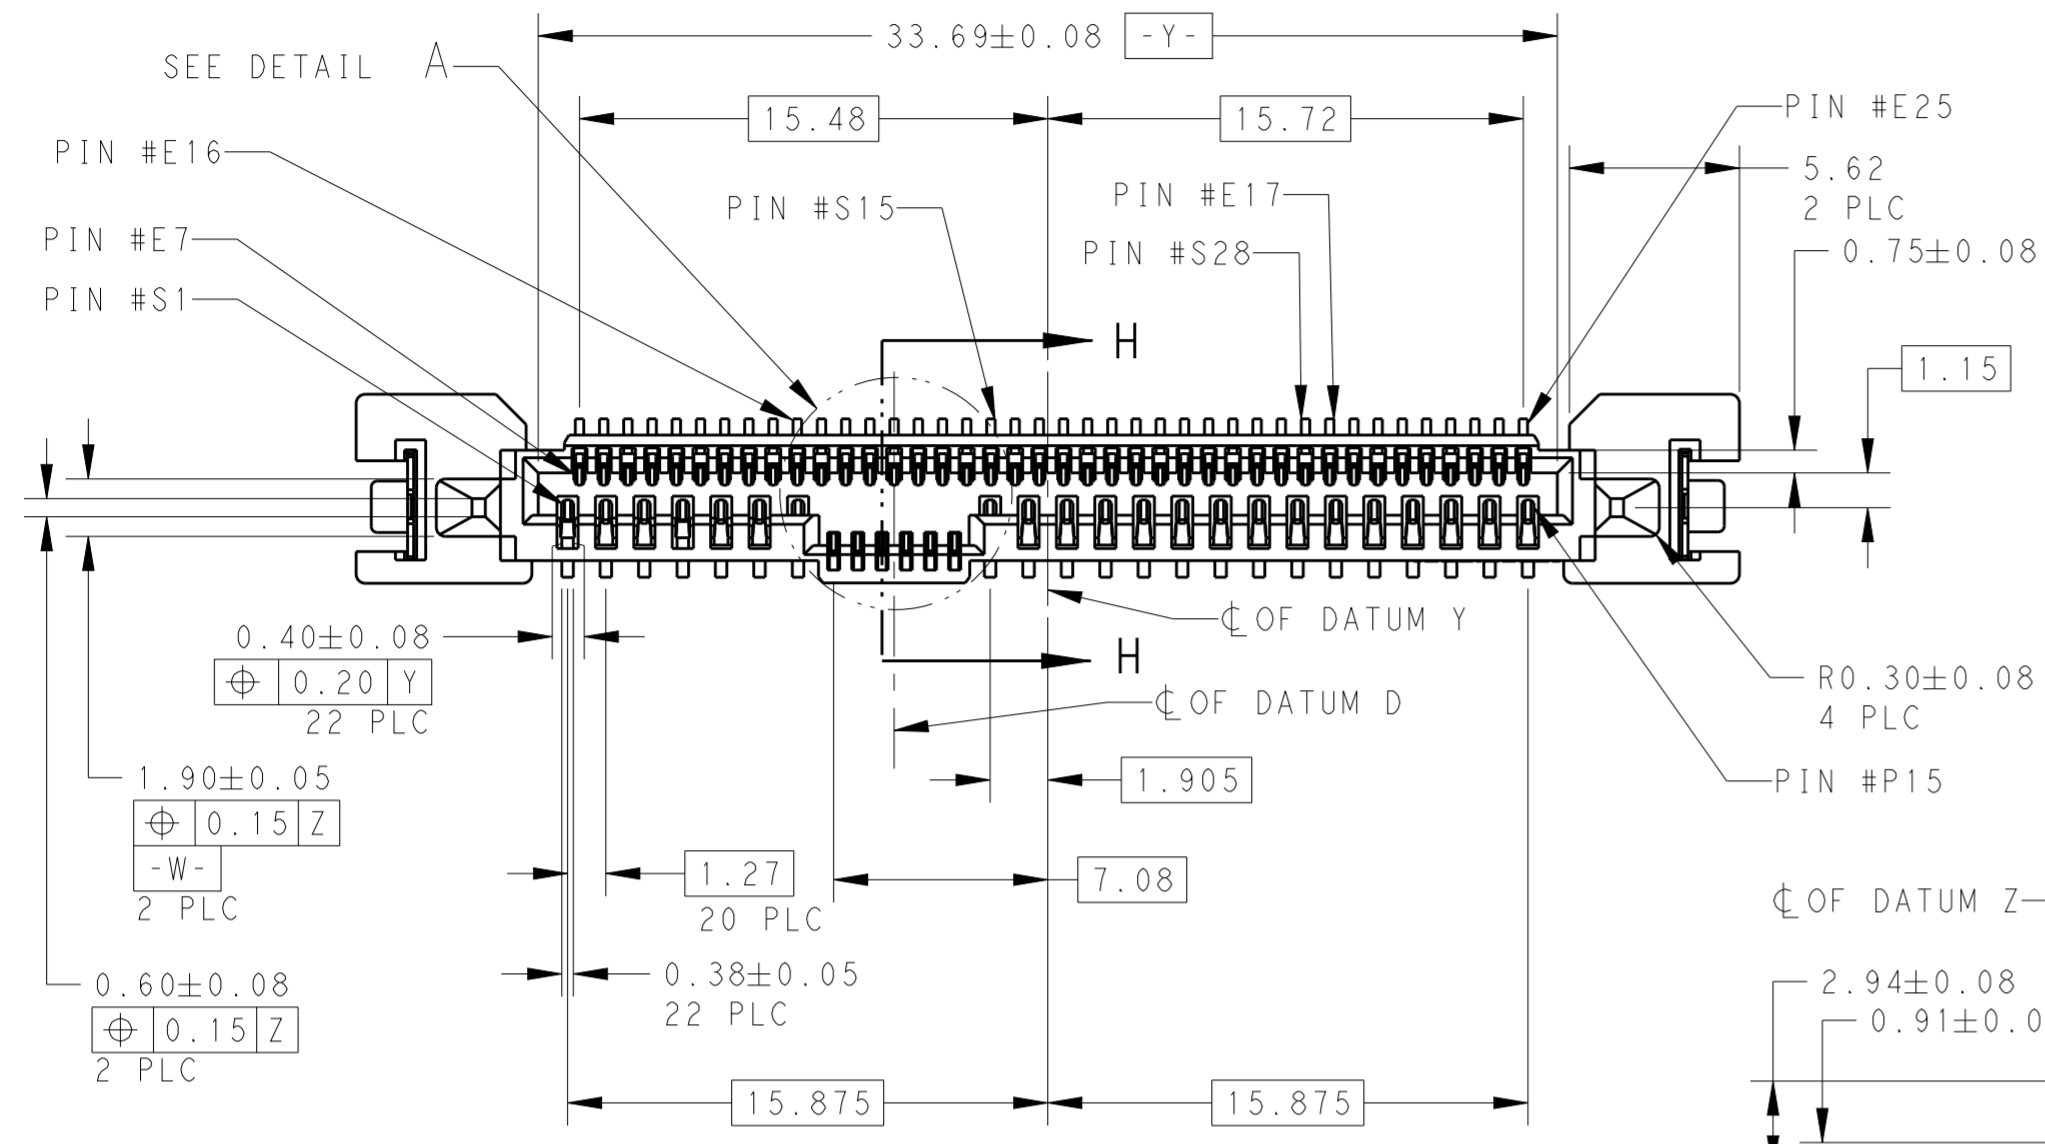 33.69±0.08 -Y-
SEE DETAIL A
15.48
15.72
PIN #E25
PIN #E16
5.62
2 PLC
PIN #S15
PIN #E17
PIN #E7
PIN #S28
0.75±0.08
PIN #S1
H
1.15
℄ OF DATUM Y
0.40±0.08
⌖ 0.20 Y
22 PLC
H
R0.30±0.08
4 PLC
℄ OF DATUM D
1.90±0.05
⌖ 0.15 Z
-W-
2 PLC
1.905
PIN #P15
1.27
20 PLC
7.08
℄ OF DATUM Z
0.38±0.05
22 PLC
0.60±0.08
⌖ 0.15 Z
2 PLC
2.94±0.08
0.91±0.0
15.875
15.875